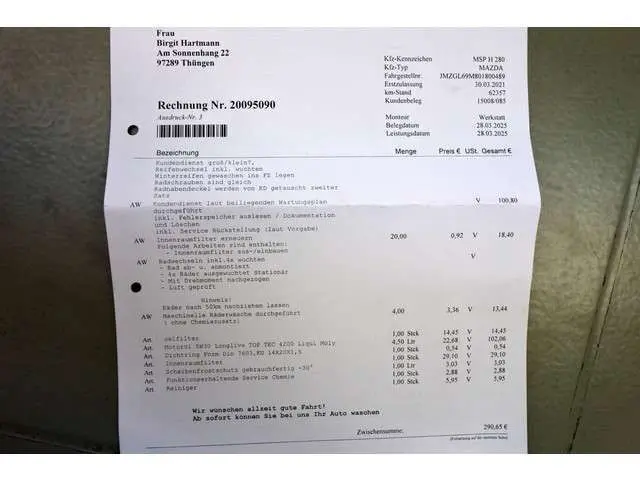 Frau
Birgit Hartmann
Am Sonnenhang 22
97289 Thüngen
Kfz-Kennzeichen MSP H 280
Kfz-Typ MAZDA
Fahrgestellnr. JMZGL69M801800489
Erstzulassung 30.03.2021
km-Stand 62357
Kundenbeleg 15008/085
Rechnung Nr. 20095090
Ausdruck-Nr. 3
Monteur Werkstatt
Belegdatum 28.03.2025
Leistungsdatum 28.03.2025
Bezeichnung Menge Preis € USt. Gesamt €
Kundendienst groß/klein?,
Reifenwechsel inkl. wuchten
Winterreifen gewaschen ins FZ legen
Radschrauben sind gleich
Radnabendeckel werden von KD getauscht zweiter
Satz
AW Kundendienst laut beiliegenden Wartungsplan V 100,80
durchgeführt
inkl. Fehlerspeicher auslesen / Dokumentation
und Löschen
inkl. Service Rückstellung (laut Vorgabe)
AW Innenraumfilter erneuern 20,00 0,92 V 18,40
Folgende Arbeiten sind enthalten:
- Innenraumfilter aus-/einbauen
AW Radwechseln inkl.4x wuchten V
- Rad ab- u. anmontiert
- 4x Räder ausgewuchtet Stationär
- Mit Drehmoment nachgezogen
- Luft geprüft
Hinweis!
Räder nach 50km nachziehen lassen
AW Maschinelle Räderwäsche durchgeführt 4,00 3,36 V 13,44
: ohne Chemiezusatz:
Art Oelfilter 1,00 Stck 14,45 V 14,45
Art Motoroil 5W30 Longlive TOP TEC 4200 Liqui Moly 4,50 Ltr 22,68 V 102,06
Art Dichtring Form Din 7603,KU 14X20X1,5 1,00 Stck 0,54 V 0,54
Art Innenraumfilter 1,00 Stck 29,10 V 29,10
Art Scheibenfrostschutz gebrauchfertig -30° 1,00 Ltr 3,03 V 3,03
Art Funktionserhaltende Service Chemie 1,00 Stck 2,88 V 2,88
Art Reiniger 1,00 Stck 5,95 V 5,95
Wir wünschen allzeit gute Fahrt!
Ab sofort können Sie bei uns Ihr Auto waschen
Zwischensumme: 290,65 €